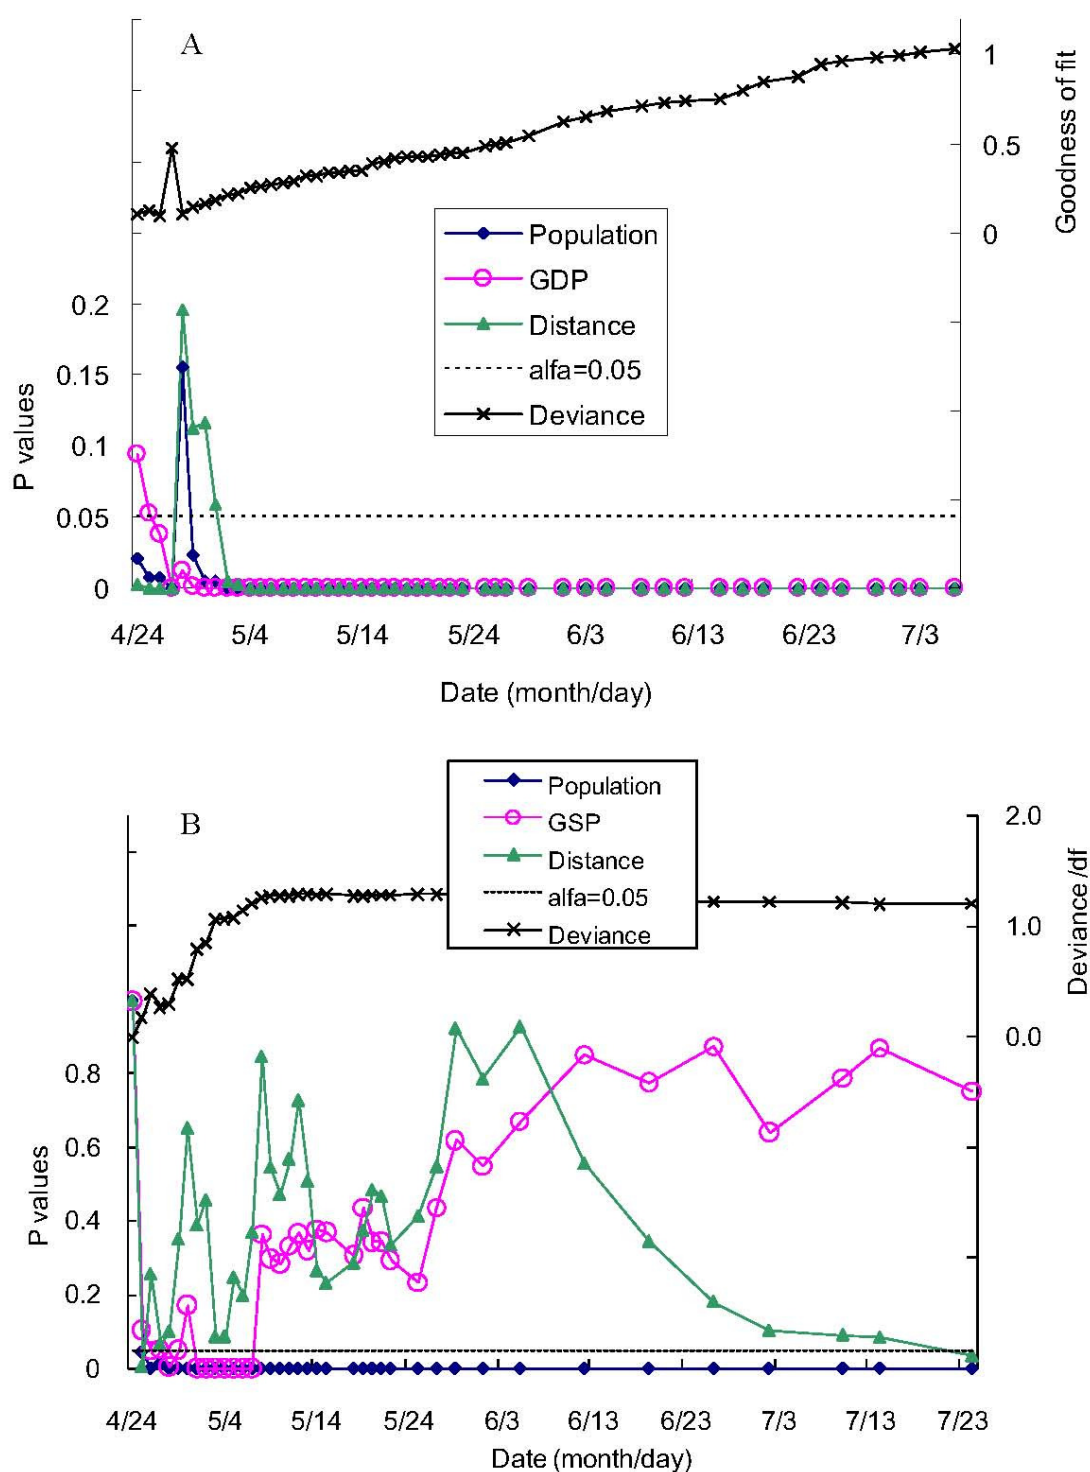 A
1
0.5
0
Goodness of fit
Population
GDP
Distance
alfa=0.05
Deviance
0.2
0.15
0.1
0.05
0
P values
4/24 5/4 5/14 5/24 6/3 6/13 6/23 7/3
Date (month/day)
B
Population
GSP
Distance
alfa=0.05
Deviance
2.0
1.0
0.0
Deviance/df
0.8
0.6
0.4
0.2
0
P values
4/24 5/4 5/14 5/24 6/3 6/13 6/23 7/3 7/13 7/23
Date (month/day)